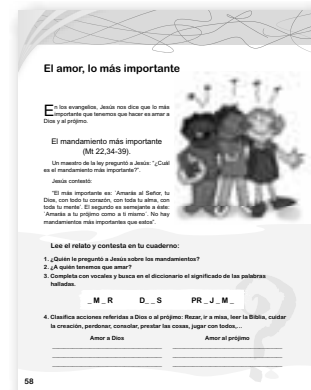 El amor, lo más importante
En los evangelios, Jesús nos dice que lo más
importante que tenemos que hacer es amar a
Dios y al prójimo.
El mandamiento más importante
(Mt 22,34-39).
Un maestro de la ley preguntó a Jesús: "¿Cuál
es el mandamiento más importante?".
Jesús contestó:
"El más importante es: 'Amarás al Señor, tu
Dios, con todo tu corazón, con toda tu alma, con
toda tu mente'. El segundo es semejante a éste:
'Amarás a tu prójimo como a ti mismo'. No hay
mandamientos más importantes que estos".
Lee el relato y contesta en tu cuaderno:
1. ¿Quién le preguntó a Jesús sobre los mandamientos?
2. ¿A quién tenemos que amar?
3. Completa con vocales y busca en el diccionario el significado de las palabras
halladas.
_ M _ R D_ _ S PR _ J _ M _
4. Clasifica acciones referidas a Dios o al prójimo: Rezar, ir a misa, leer la Biblia, cuidar
la creación, perdonar, consolar, prestar las cosas, jugar con todos,...
Amor a Dios Amor al prójimo
58